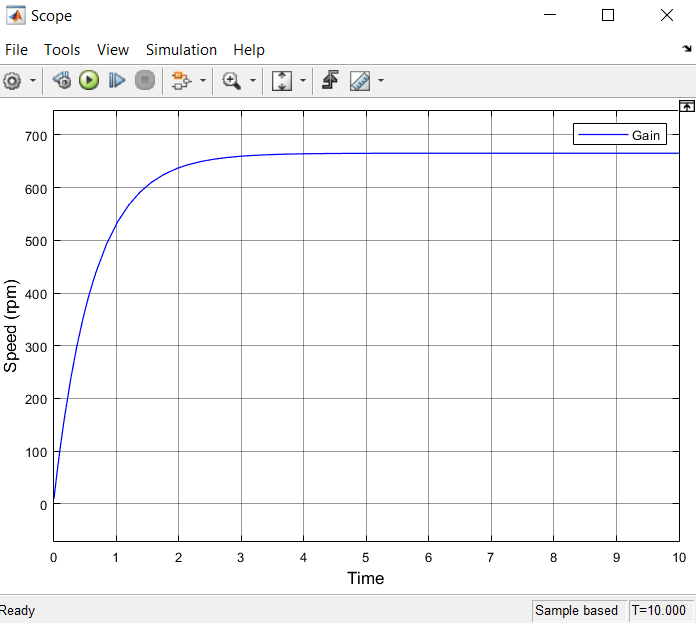 Scope
File Tools View Simulation Help
Gain
700
600
500
400
300
200
100
0
Speed (rpm)
0 1 2 3 4 5 6 7 8 9 10
Time
Ready
Sample based
T=10.000